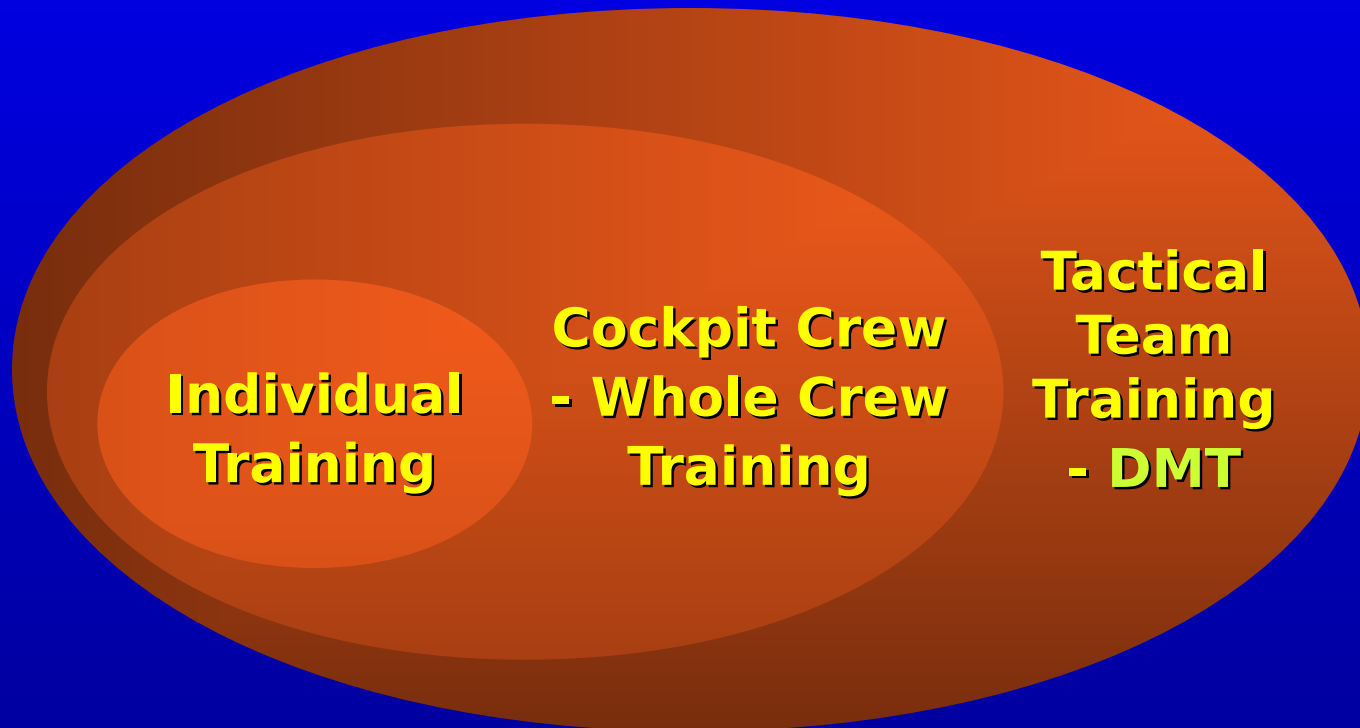 Individual
Training
Cockpit Crew
- Whole Crew
Training
Tactical
Team
Training
- DMT